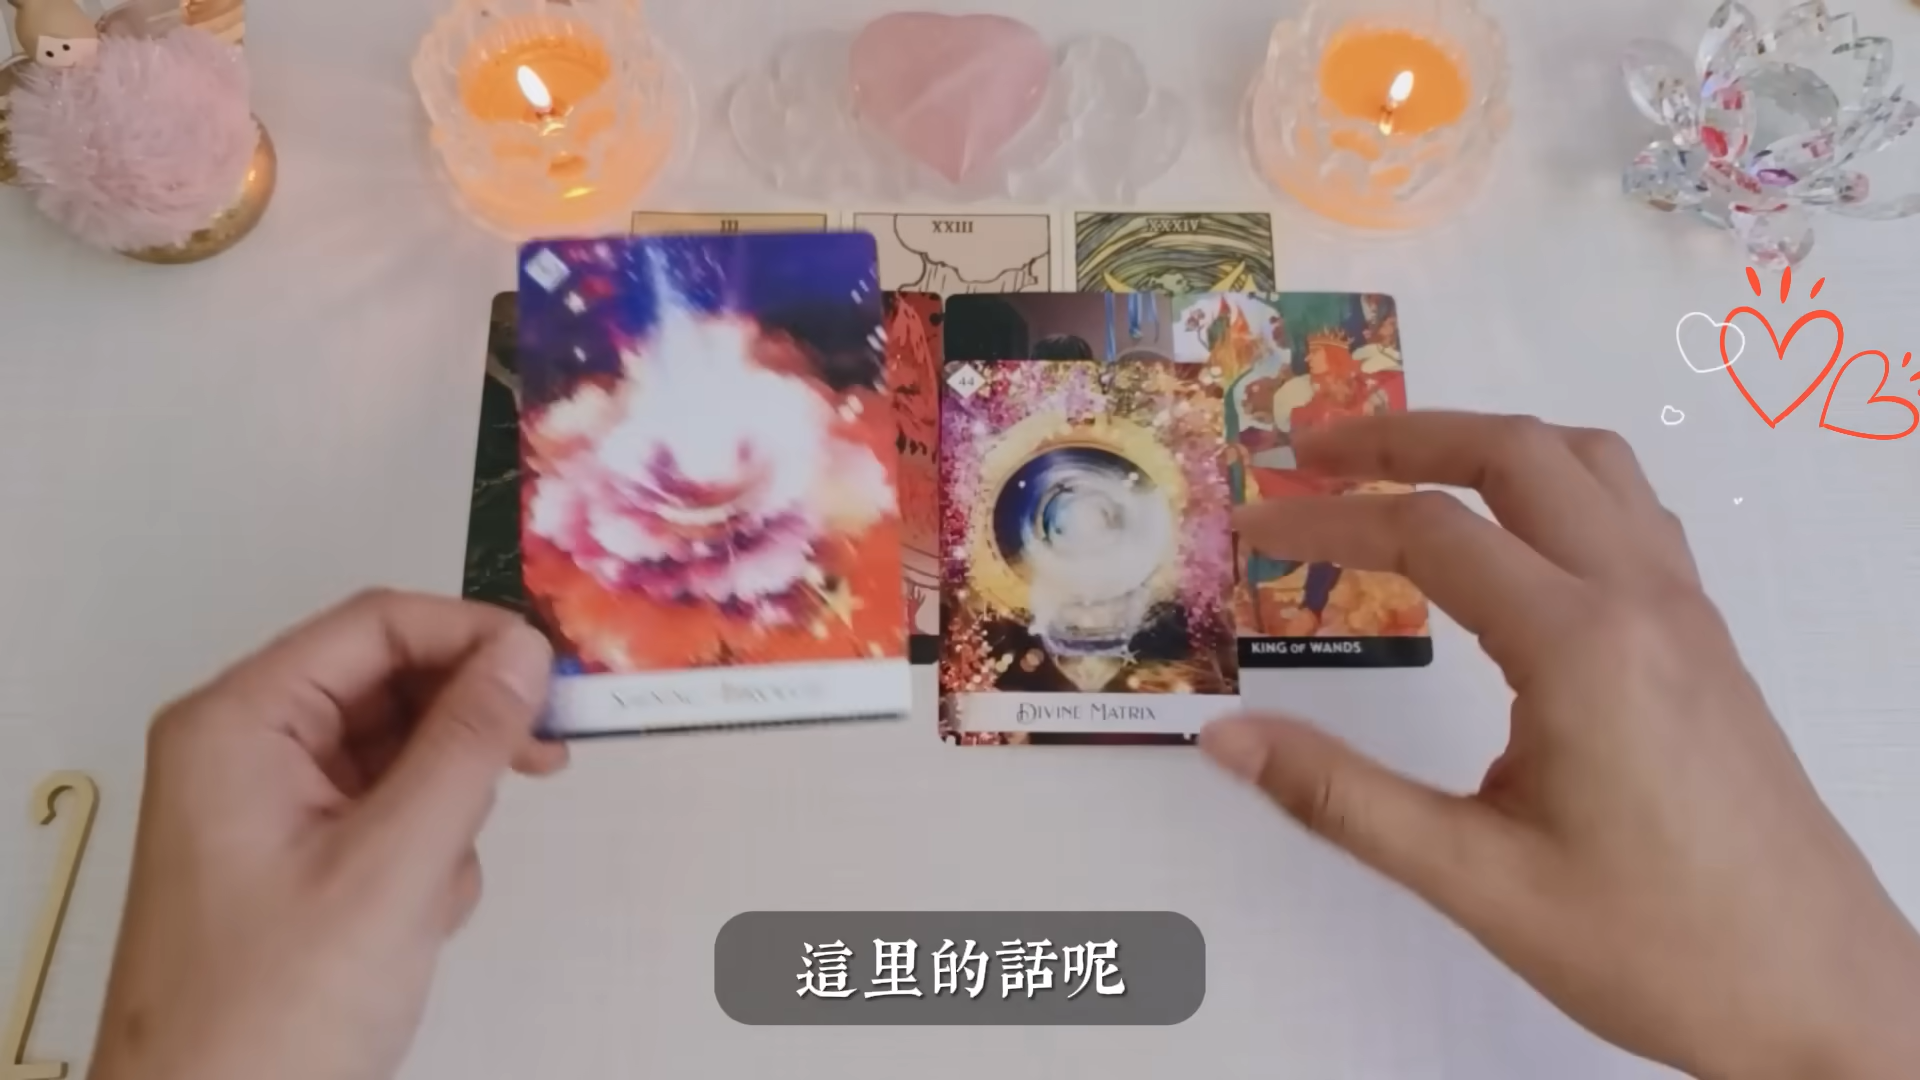 III
XXIII
XXXIV
44
KING OF WANDS
DIVINE MATRIX
這里的話呢